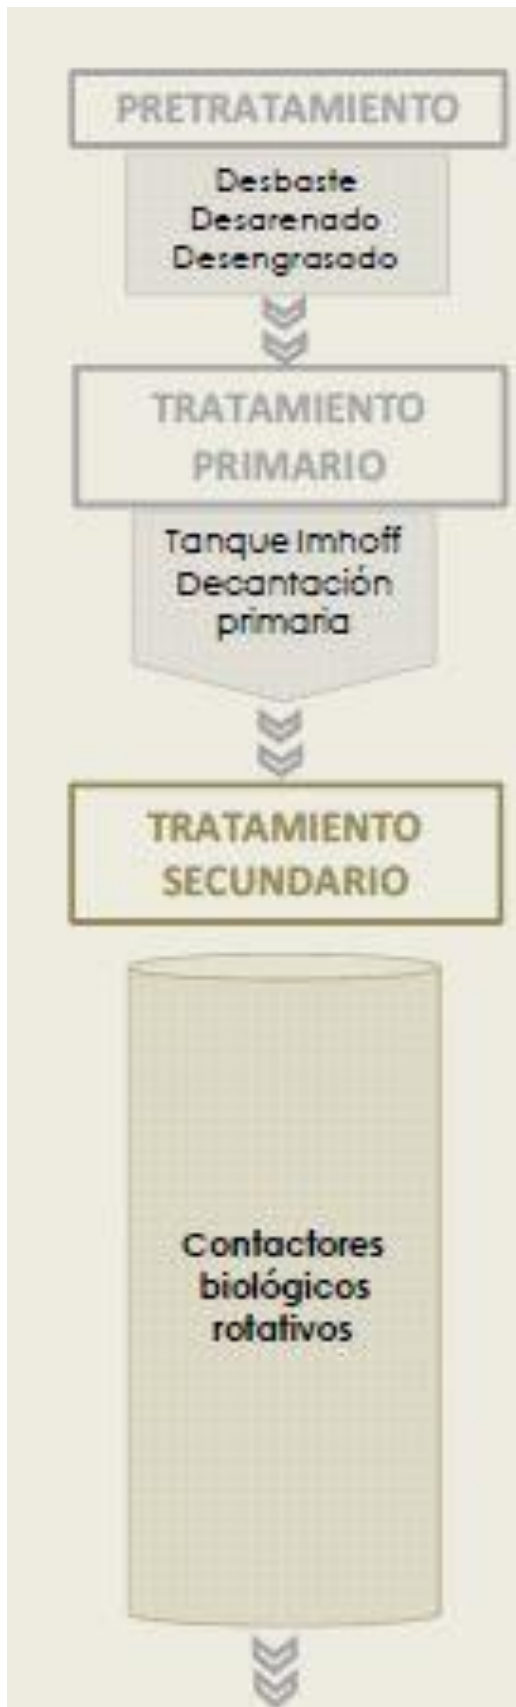 PRETRATAMIENTO
Desbaste
Desarenado
Desengrasado
TRATAMIENTO
PRIMARIO
Tanque Imhoff
Decantación
primaria
TRATAMIENTO
SECUNDARIO
Contactores
biológicos
rotativos